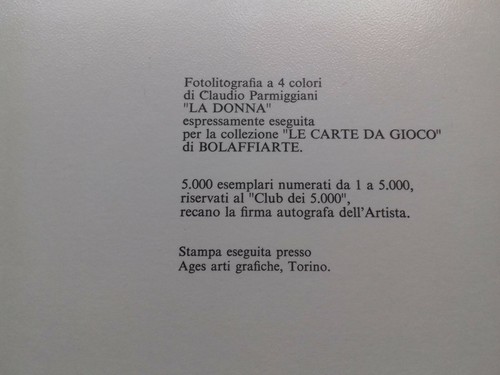 Fotolitografia a 4 colori
di Claudio Parmiggiani
"LA DONNA"
espressamente eseguita
per la collezione "LE CARTE DA GIOCO"
di BOLAFFIARTE.
5.000 esemplari numerati da 1 a 5.000,
riservati al "Club dei 5.000",
recano la firma autografa dell'Artista.
Stampa eseguita presso
Ages arti grafiche, Torino.